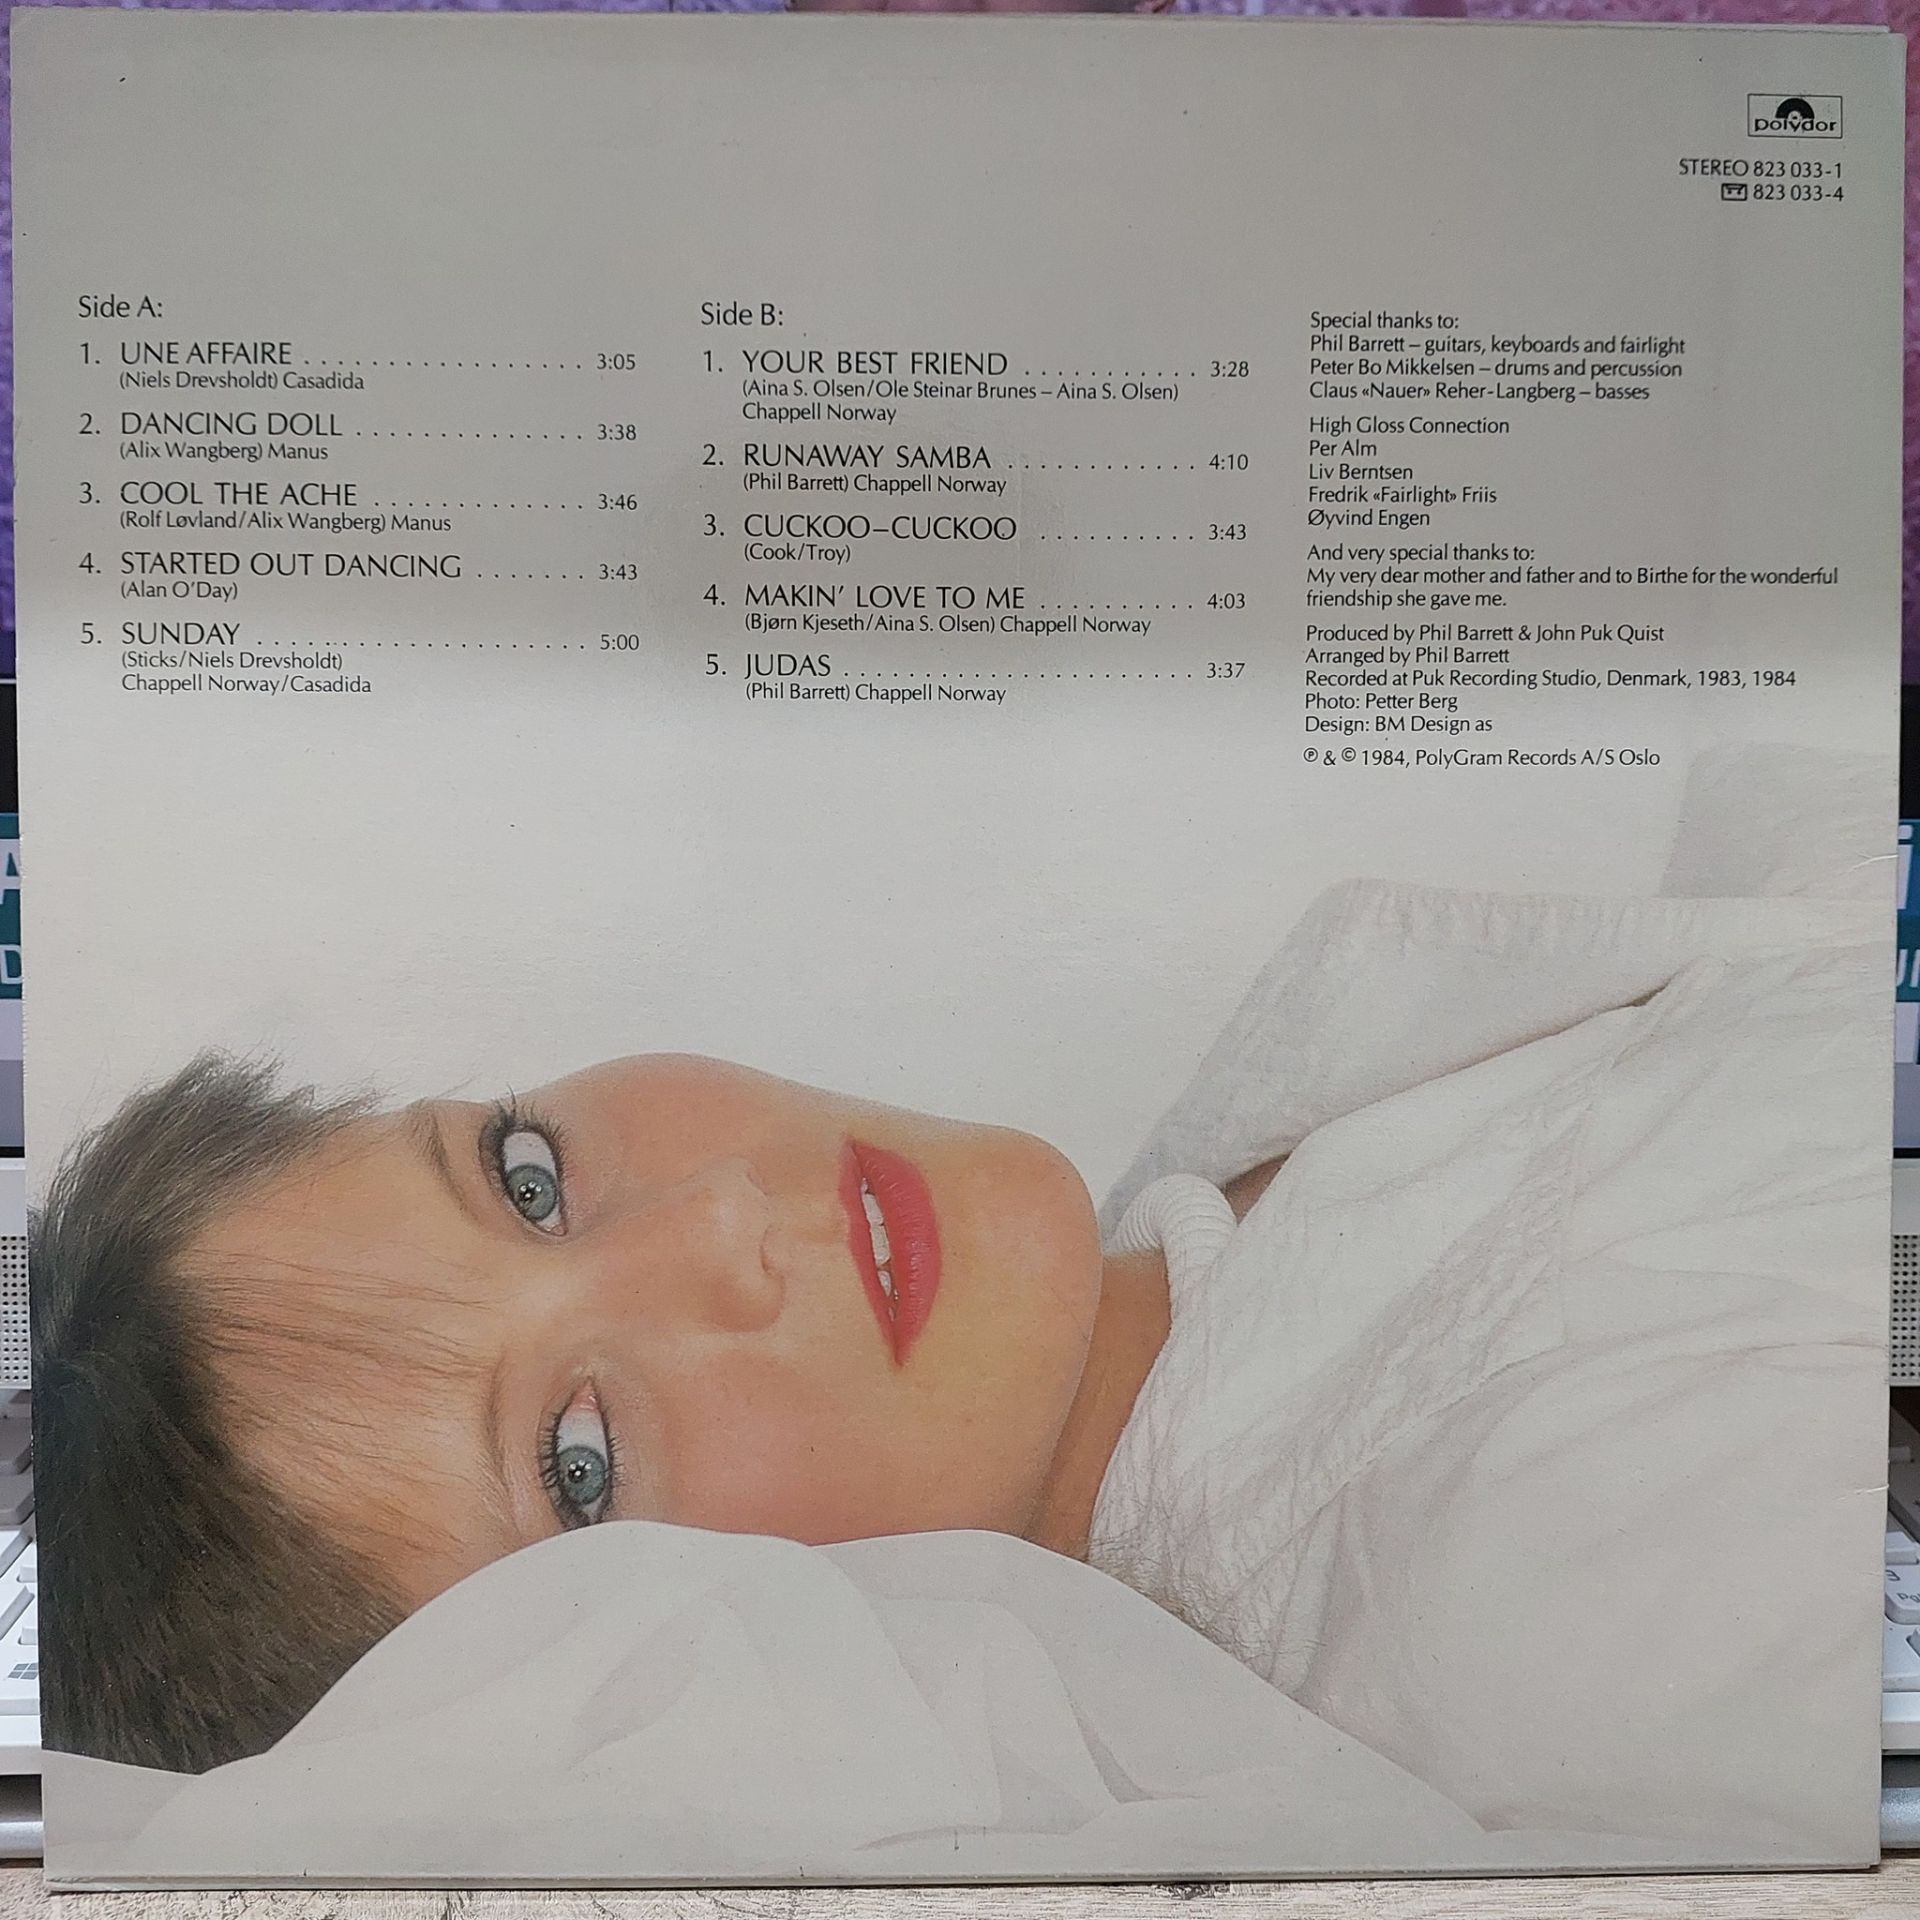 polydor
STEREO 823 033-1
823 033-4
Side A:
1. UNE AFFAIRE . . . . . . . . . . . . . . . . . 3:05
(Niels Drevsholdt) Casadida
2. DANCING DOLL . . . . . . . . . . . . . . 3:38
(Alix Wangberg) Manus
3. COOL THE ACHE . . . . . . . . . . . . . 3:46
(Rolf Løvland/Alix Wangberg) Manus
4. STARTED OUT DANCING . . . . . . . 3:43
(Alan O'Day)
5. SUNDAY . . . . . . . . . . . . . . . . . . . . 5:00
(Sticks/Niels Drevsholdt)
Chappell Norway/Casadida
Side B:
1. YOUR BEST FRIEND . . . . . . . . . . . 3:28
(Aina S. Olsen/Ole Steinar Brunes – Aina S. Olsen)
Chappell Norway
2. RUNAWAY SAMBA . . . . . . . . . . . . 4:10
(Phil Barrett) Chappell Norway
3. CUCKOO–CUCKOO . . . . . . . . . . 3:43
(Cook/Troy)
4. MAKIN' LOVE TO ME . . . . . . . . . . 4:03
(Bjørn Kjeseth/Aina S. Olsen) Chappell Norway
5. JUDAS . . . . . . . . . . . . . . . . . . . . . . 3:37
(Phil Barrett) Chappell Norway
Special thanks to:
Phil Barrett – guitars, keyboards and fairlight
Peter Bo Mikkelsen – drums and percussion
Claus «Nauer» Reher-Langberg – basses
High Gloss Connection
Per Alm
Liv Berntsen
Fredrik «Fairlight» Friis
Øyvind Engen
And very special thanks to:
My very dear mother and father and to Birthe for the wonderful
friendship she gave me.
Produced by Phil Barrett & John Puk Quist
Arranged by Phil Barrett
Recorded at Puk Recording Studio, Denmark, 1983, 1984
Photo: Petter Berg
Design: BM Design as
℗ & © 1984, PolyGram Records A/S Oslo